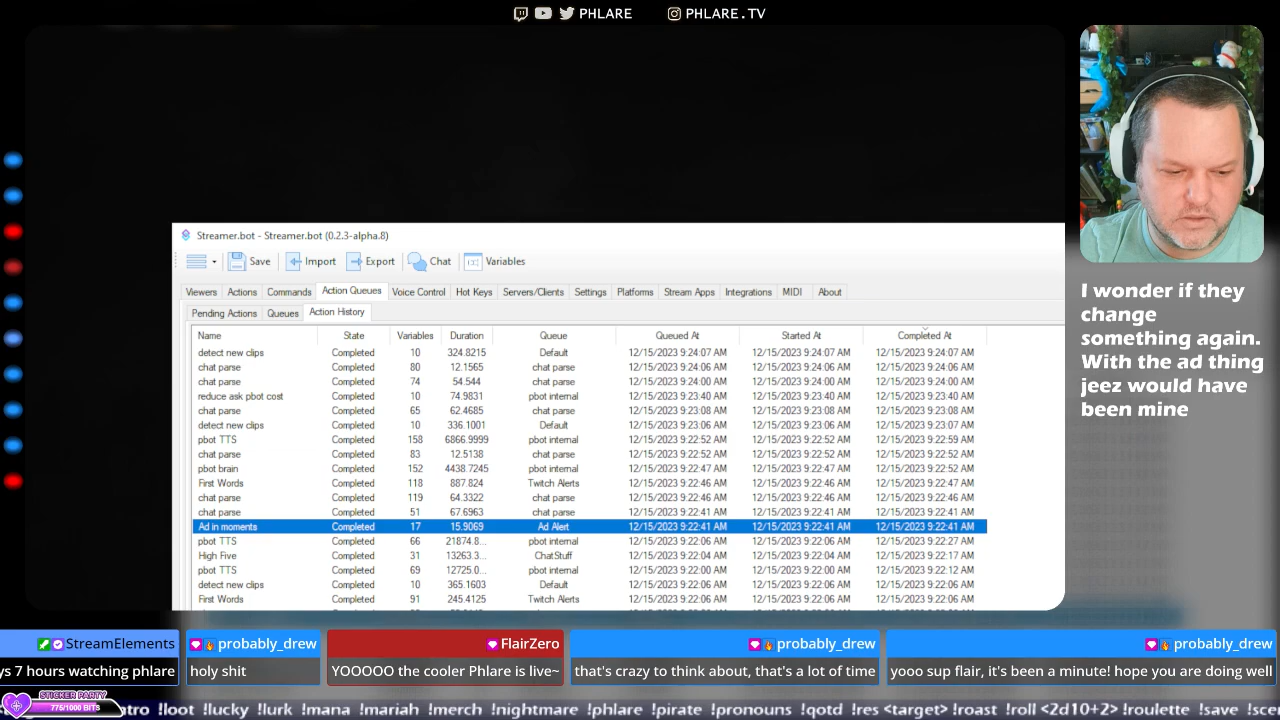 PHLARE PHLARE.TV
Streamer.bot - Streamer.bot (0.2.3-alpha.8)
Save Import Export Chat Variables
Viewers Actions Commands Action Queues Voice Control Hot Keys Servers/Clients Settings Platforms Stream Apps Integrations MIDI About
Pending Actions Queues Action History
Name State Variables Duration Queue Queued At Started At Completed At
detect new clips Completed 10 324.8215 Default 12/15/2023 9:24:07 AM 12/15/2023 9:24:07 AM 12/15/2023 9:24:07 AM
chat parse Completed 80 12.1565 chat parse 12/15/2023 9:24:06 AM 12/15/2023 9:24:06 AM 12/15/2023 9:24:06 AM
chat parse Completed 74 54.544 chat parse 12/15/2023 9:24:00 AM 12/15/2023 9:24:00 AM 12/15/2023 9:24:00 AM
reduce ask pbot cost Completed 10 74.9831 pbot internal 12/15/2023 9:23:40 AM 12/15/2023 9:23:40 AM 12/15/2023 9:23:40 AM
chat parse Completed 65 62.4685 chat parse 12/15/2023 9:23:08 AM 12/15/2023 9:23:08 AM 12/15/2023 9:23:08 AM
detect new clips Completed 10 336.1001 Default 12/15/2023 9:23:06 AM 12/15/2023 9:23:06 AM 12/15/2023 9:23:07 AM
pbot TTS Completed 158 6866.9999 pbot internal 12/15/2023 9:22:52 AM 12/15/2023 9:22:52 AM 12/15/2023 9:22:59 AM
chat parse Completed 83 12.5138 chat parse 12/15/2023 9:22:52 AM 12/15/2023 9:22:52 AM 12/15/2023 9:22:52 AM
pbot brain Completed 152 4438.7245 pbot internal 12/15/2023 9:22:47 AM 12/15/2023 9:22:47 AM 12/15/2023 9:22:52 AM
First Words Completed 118 887.824 Twitch Alerts 12/15/2023 9:22:46 AM 12/15/2023 9:22:46 AM 12/15/2023 9:22:47 AM
chat parse Completed 119 64.3322 chat parse 12/15/2023 9:22:46 AM 12/15/2023 9:22:46 AM 12/15/2023 9:22:46 AM
chat parse Completed 51 67.6963 chat parse 12/15/2023 9:22:41 AM 12/15/2023 9:22:41 AM 12/15/2023 9:22:41 AM
Ad in moments Completed 17 15.9069 Ad Alert 12/15/2023 9:22:41 AM 12/15/2023 9:22:41 AM 12/15/2023 9:22:41 AM
pbot TTS Completed 66 21874.8... pbot internal 12/15/2023 9:22:06 AM 12/15/2023 9:22:06 AM 12/15/2023 9:22:27 AM
High Five Completed 31 13263.3... ChatStuff 12/15/2023 9:22:04 AM 12/15/2023 9:22:04 AM 12/15/2023 9:22:17 AM
pbot TTS Completed 69 12725.0... pbot internal 12/15/2023 9:22:00 AM 12/15/2023 9:22:00 AM 12/15/2023 9:22:12 AM
detect new clips Completed 10 365.1603 Default 12/15/2023 9:22:06 AM 12/15/2023 9:22:06 AM 12/15/2023 9:22:06 AM
First Words Completed 91 245.4125 Twitch Alerts 12/15/2023 9:22:06 AM 12/15/2023 9:22:06 AM 12/15/2023 9:22:06 AM
I wonder if they
change
something again.
With the ad thing
jeez would have
been mine
StreamElements probably_drew FlairZero probably_drew probably_drew
ys 7 hours watching phlare holy shit YOOOOO the cooler Phlare is live~ that's crazy to think about, that's a lot of time yooo sup flair, it's been a minute! hope you are doing well
STICKER PARTY
775/1000 BITS
ntro !loot !lucky !lurk !mana !mariah !merch !nightmare !phlare !pirate !pronouns !qotd !res <target> !roast !roll <2d10+2> !roulette !save !sce